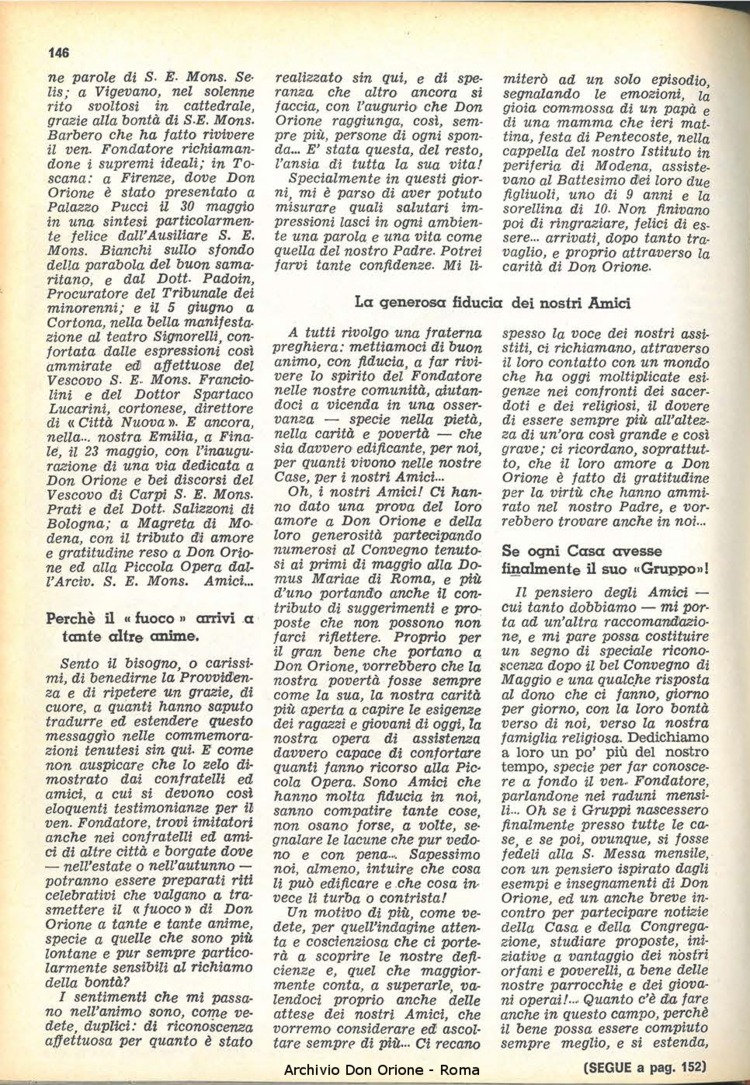 146
ne parole di S. E. Mons. Se-
lis; a Vigevano, nel solenne
rito svoltosi in cattedrale,
grazie alla bontà di S.E. Mons.
Barbero che ha fatto rivivere
il ven. Fondatore richiaman-
done i supremi ideali; in To-
scana: a Firenze, dove Don
Orione è stato presentato a
Palazzo Pucci il 30 maggio
in una sintesi particolarmen-
te felice dall'Ausiliare S. E.
Mons. Bianchi sullo sfondo
della parabola del buon sama-
ritano, e dal Dott. Padoin,
Procuratore del Tribunale dei
minorenni; e il 5 giugno a
Cortona, nella bella manifesta-
zione al teatro Signorelli, con-
fortata dalle espressioni così
ammirate ed affettuose del
Vescovo S. E. Mons. Francio-
lini e del Dottor Spartaco
Lucarini, cortonese, direttore
di « Città Nuova ». E ancora,
nella... nostra Emilia, a Fina-
le, il 23 maggio, con l'inaugu-
razione di una via dedicata a
Don Orione e bei discorsi del
Vescovo di Carpi S. E. Mons.
Prati e del Dott. Salizzoni di
Bologna; a Magreta di Mo-
dena, con il tributo di amore
e gratitudine reso a Don Orio-
ne ed alla Piccola Opera dal-
l'Arciv. S. E. Mons. Amici...
Perchè il « fuoco » arrivi a
tante altre anime.
Sento il bisogno, o carissi-
mi, di benedirne la Provviden-
za e di ripetere un grazie, di
cuore, a quanti hanno saputo
tradurre ed estendere questo
messaggio nelle commemora-
zioni tenutesi sin qui. E come
non auspicare che lo zelo di-
mostrato dai confratelli ed
amici, a cui si devono così
eloquenti testimonianze per il
ven. Fondatore, trovi imitatori
anche nei confratelli ed ami-
ci di altre città e borgate dove
— nell'estate o nell'autunno —
potranno essere preparati riti
celebrativi che valgano a tra-
smettere il « fuoco » di Don
Orione a tante e tante anime,
specie a quelle che sono più
lontane e pur sempre partico-
larmente sensibili al richiamo
della bontà?
I sentimenti che mi passa-
no nell'animo sono, come ve-
dete, duplici: di riconoscenza
affettuosa per quanto è stato
realizzato sin qui, e di spe-
ranza che altro ancora si
faccia, con l'augurio che Don
Orione raggiunga, così, sem-
pre più, persone di ogni spon-
da... E' stata questa, del resto,
l'ansia di tutta la sua vita!
Specialmente in questi gior-
ni, mi è parso di aver potuto
misurare quali salutari im-
pressioni lasci in ogni ambien-
te una parola e una vita come
quella del nostro Padre. Potrei
farvi tante confidenze. Mi li-
miterò ad un solo episodio,
segnalando le emozioni, la
gioia commossa di un papà e
di una mamma che ieri mat-
tina, festa di Pentecoste, nella
cappella del nostro Istituto in
periferia di Modena, assiste-
vano al Battesimo dei loro due
figliuoli, uno di 9 anni e la
sorellina di 10. Non finivano
poi di ringraziare, felici di es-
sere... arrivati, dopo tanto tra-
vaglio, e proprio attraverso la
carità di Don Orione.
La generosa fiducia dei nostri Amici
A tutti rivolgo una fraterna
preghiera: mettiamoci di buon
animo, con fiducia, a far rivi-
vere lo spirito del Fondatore
nelle nostre comunità, aiutan-
doci a vicenda in una osser-
vanza — specie nella pietà,
nella carità e povertà — che
sia davvero edificante, per noi,
per quanti vivono nelle nostre
Case, per i nostri Amici...
Oh, i nostri Amici! Ci han-
no dato una prova del loro
amore a Don Orione e della
loro generosità partecipando
numerosi al Convegno tenuto-
si ai primi di maggio alla Do-
mus Mariae di Roma, e più
d'uno portando anche il con-
tributo di suggerimenti e pro-
poste che non possono non
farci riflettere. Proprio per
il gran bene che portano a
Don Orione, vorrebbero che la
nostra povertà fosse sempre
come la sua, la nostra carità
più aperta a capire le esigenze
dei ragazzi e giovani di oggi, la
nostra opera di assistenza
davvero capace di confortare
quanti fanno ricorso alla Pic-
cola Opera. Sono Amici che
hanno molta fiducia in noi,
sanno compatire tante cose,
non osano forse, a volte, se-
gnalare le lacune che pur vedo-
no e con pena... Sapessimo
noi, almeno, intuire che cosa
li può edificare e che cosa in-
vece li turba o contrista!
Un motivo di più, come ve-
dete, per quell'indagine atten-
ta e coscienziosa che ci porte-
rà a scoprire le nostre defi-
cienze e, quel che maggior-
mente conta, a superarle, va-
lendoci proprio anche delle
attese dei nostri Amici, che
vorremo considerare ed ascol-
tare sempre di più... Ci recano
spesso la voce dei nostri assi-
stiti, ci richiamano, attraverso
il loro contatto con un mondo
che ha oggi moltiplicate esi-
genze nei confronti dei sacer-
doti e dei religiosi, il dovere
di essere sempre più all'altez-
za di un'ora così grande e così
grave; ci ricordano, soprattut-
to, che il loro amore a Don
Orione è fatto di gratitudine
per la virtù che hanno ammi-
rato nel nostro Padre, e vor-
rebbero trovare anche in noi...
Se ogni Casa avesse
finalmente il suo «Gruppo»!
Il pensiero degli Amici —
cui tanto dobbiamo — mi por-
ta ad un'altra raccomandazio-
ne, e mi pare possa costituire
un segno di speciale ricono-
scenza dopo il bel Convegno di
Maggio e una qualche risposta
al dono che ci fanno, giorno
per giorno, con la loro bontà
verso di noi, verso la nostra
famiglia religiosa. Dedichiamo
a loro un po' più del nostro
tempo, specie per far conosce-
re a fondo il ven. Fondatore,
parlandone nei raduni mensi-
li... Oh se i Gruppi nascessero
finalmente presso tutte le ca-
se, e se poi, ovunque, si fosse
fedeli alla S. Messa mensile,
con un pensiero ispirato dagli
esempi e insegnamenti di Don
Orione, ed un anche breve in-
contro per partecipare notizie
della Casa e della Congrega-
zione, studiare proposte, ini-
ziative a vantaggio dei nostri
orfani e poverelli, a bene delle
nostre parrocchie e dei giova-
ni operai!... Quanto c'è da fare
anche in questo campo, perchè
il bene possa essere compiuto
sempre meglio, e si estenda,
(SEGUE a pag. 152)
Archivio Don Orione - Roma